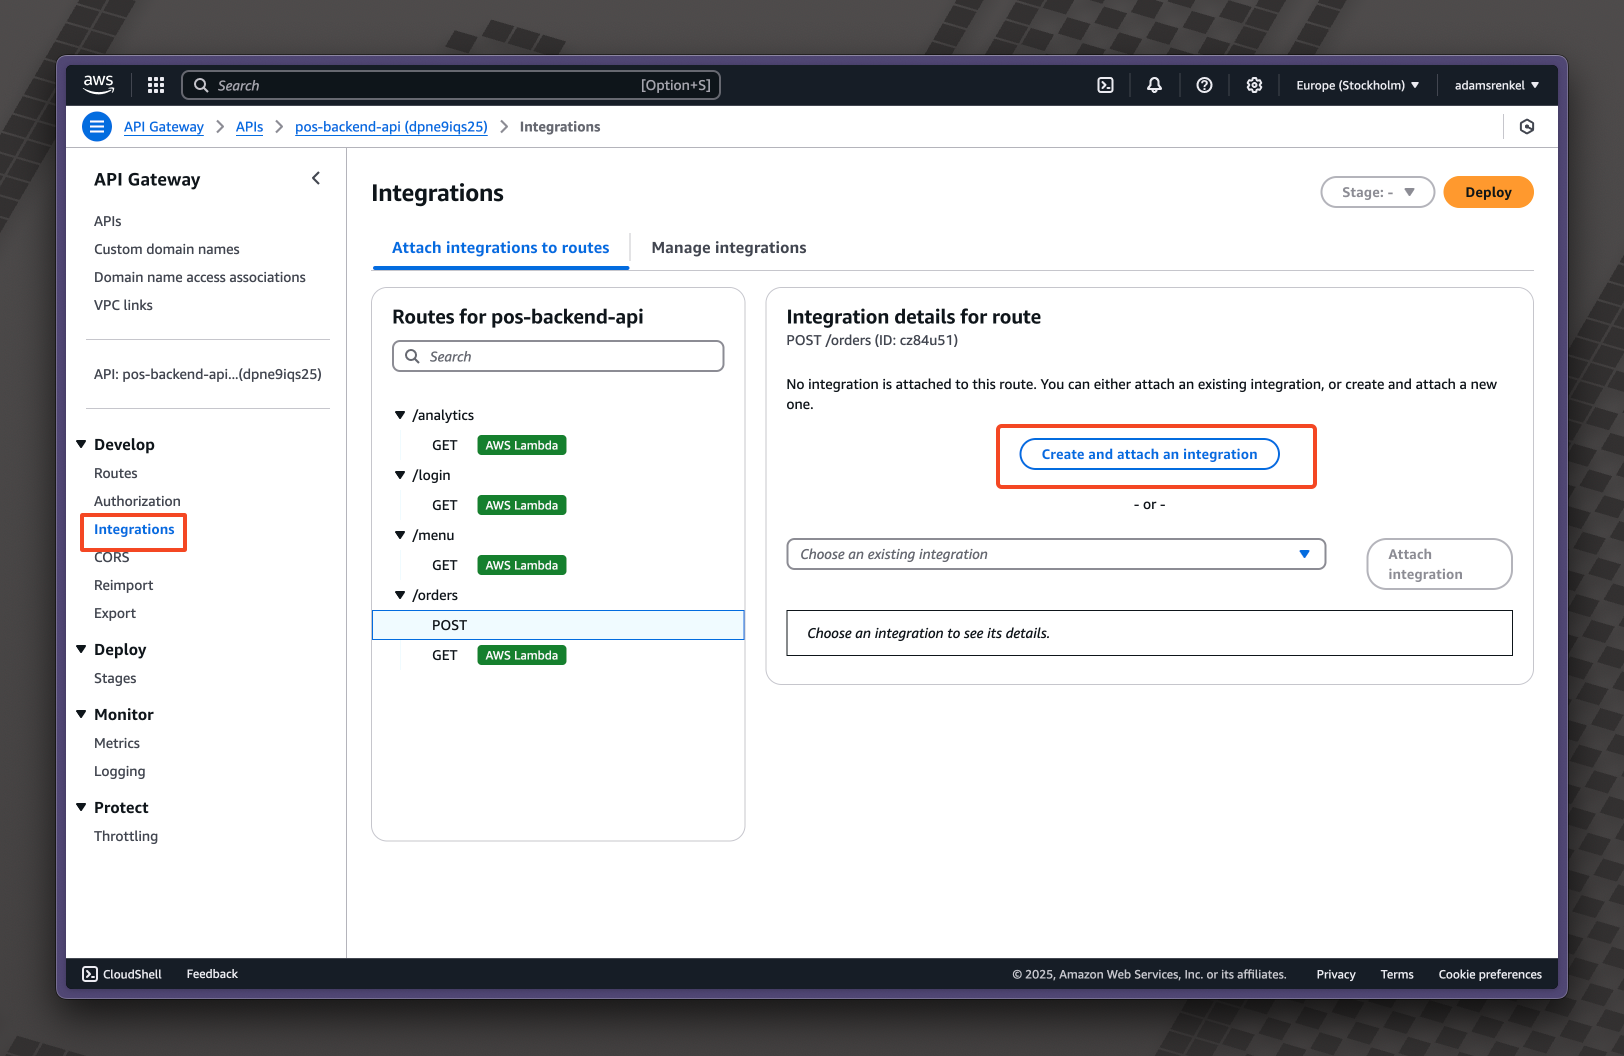 aws
Search
[Option+S]
Europe (Stockholm)
adamsrenkel
API Gateway
APIs
pos-backend-api (dpne9iqs25)
Integrations
API Gateway
APIs
Custom domain names
Domain name access associations
VPC links
API: pos-backend-api...(dpne9iqs25)
Develop
Routes
Authorization
Integrations
CORS
Reimport
Export
Deploy
Stages
Monitor
Metrics
Logging
Protect
Throttling
Integrations
Stage: -
Deploy
Attach integrations to routes
Manage integrations
Routes for pos-backend-api
Search
/analytics
GET AWS Lambda
/login
GET AWS Lambda
/menu
GET AWS Lambda
/orders
POST
GET AWS Lambda
Integration details for route
POST /orders (ID: cz84u51)
No integration is attached to this route. You can either attach an existing integration, or create and attach a new
one.
Create and attach an integration
- or -
Choose an existing integration
Attach
integration
Choose an integration to see its details.
CloudShell
Feedback
© 2025, Amazon Web Services, Inc. or its affiliates.
Privacy
Terms
Cookie preferences